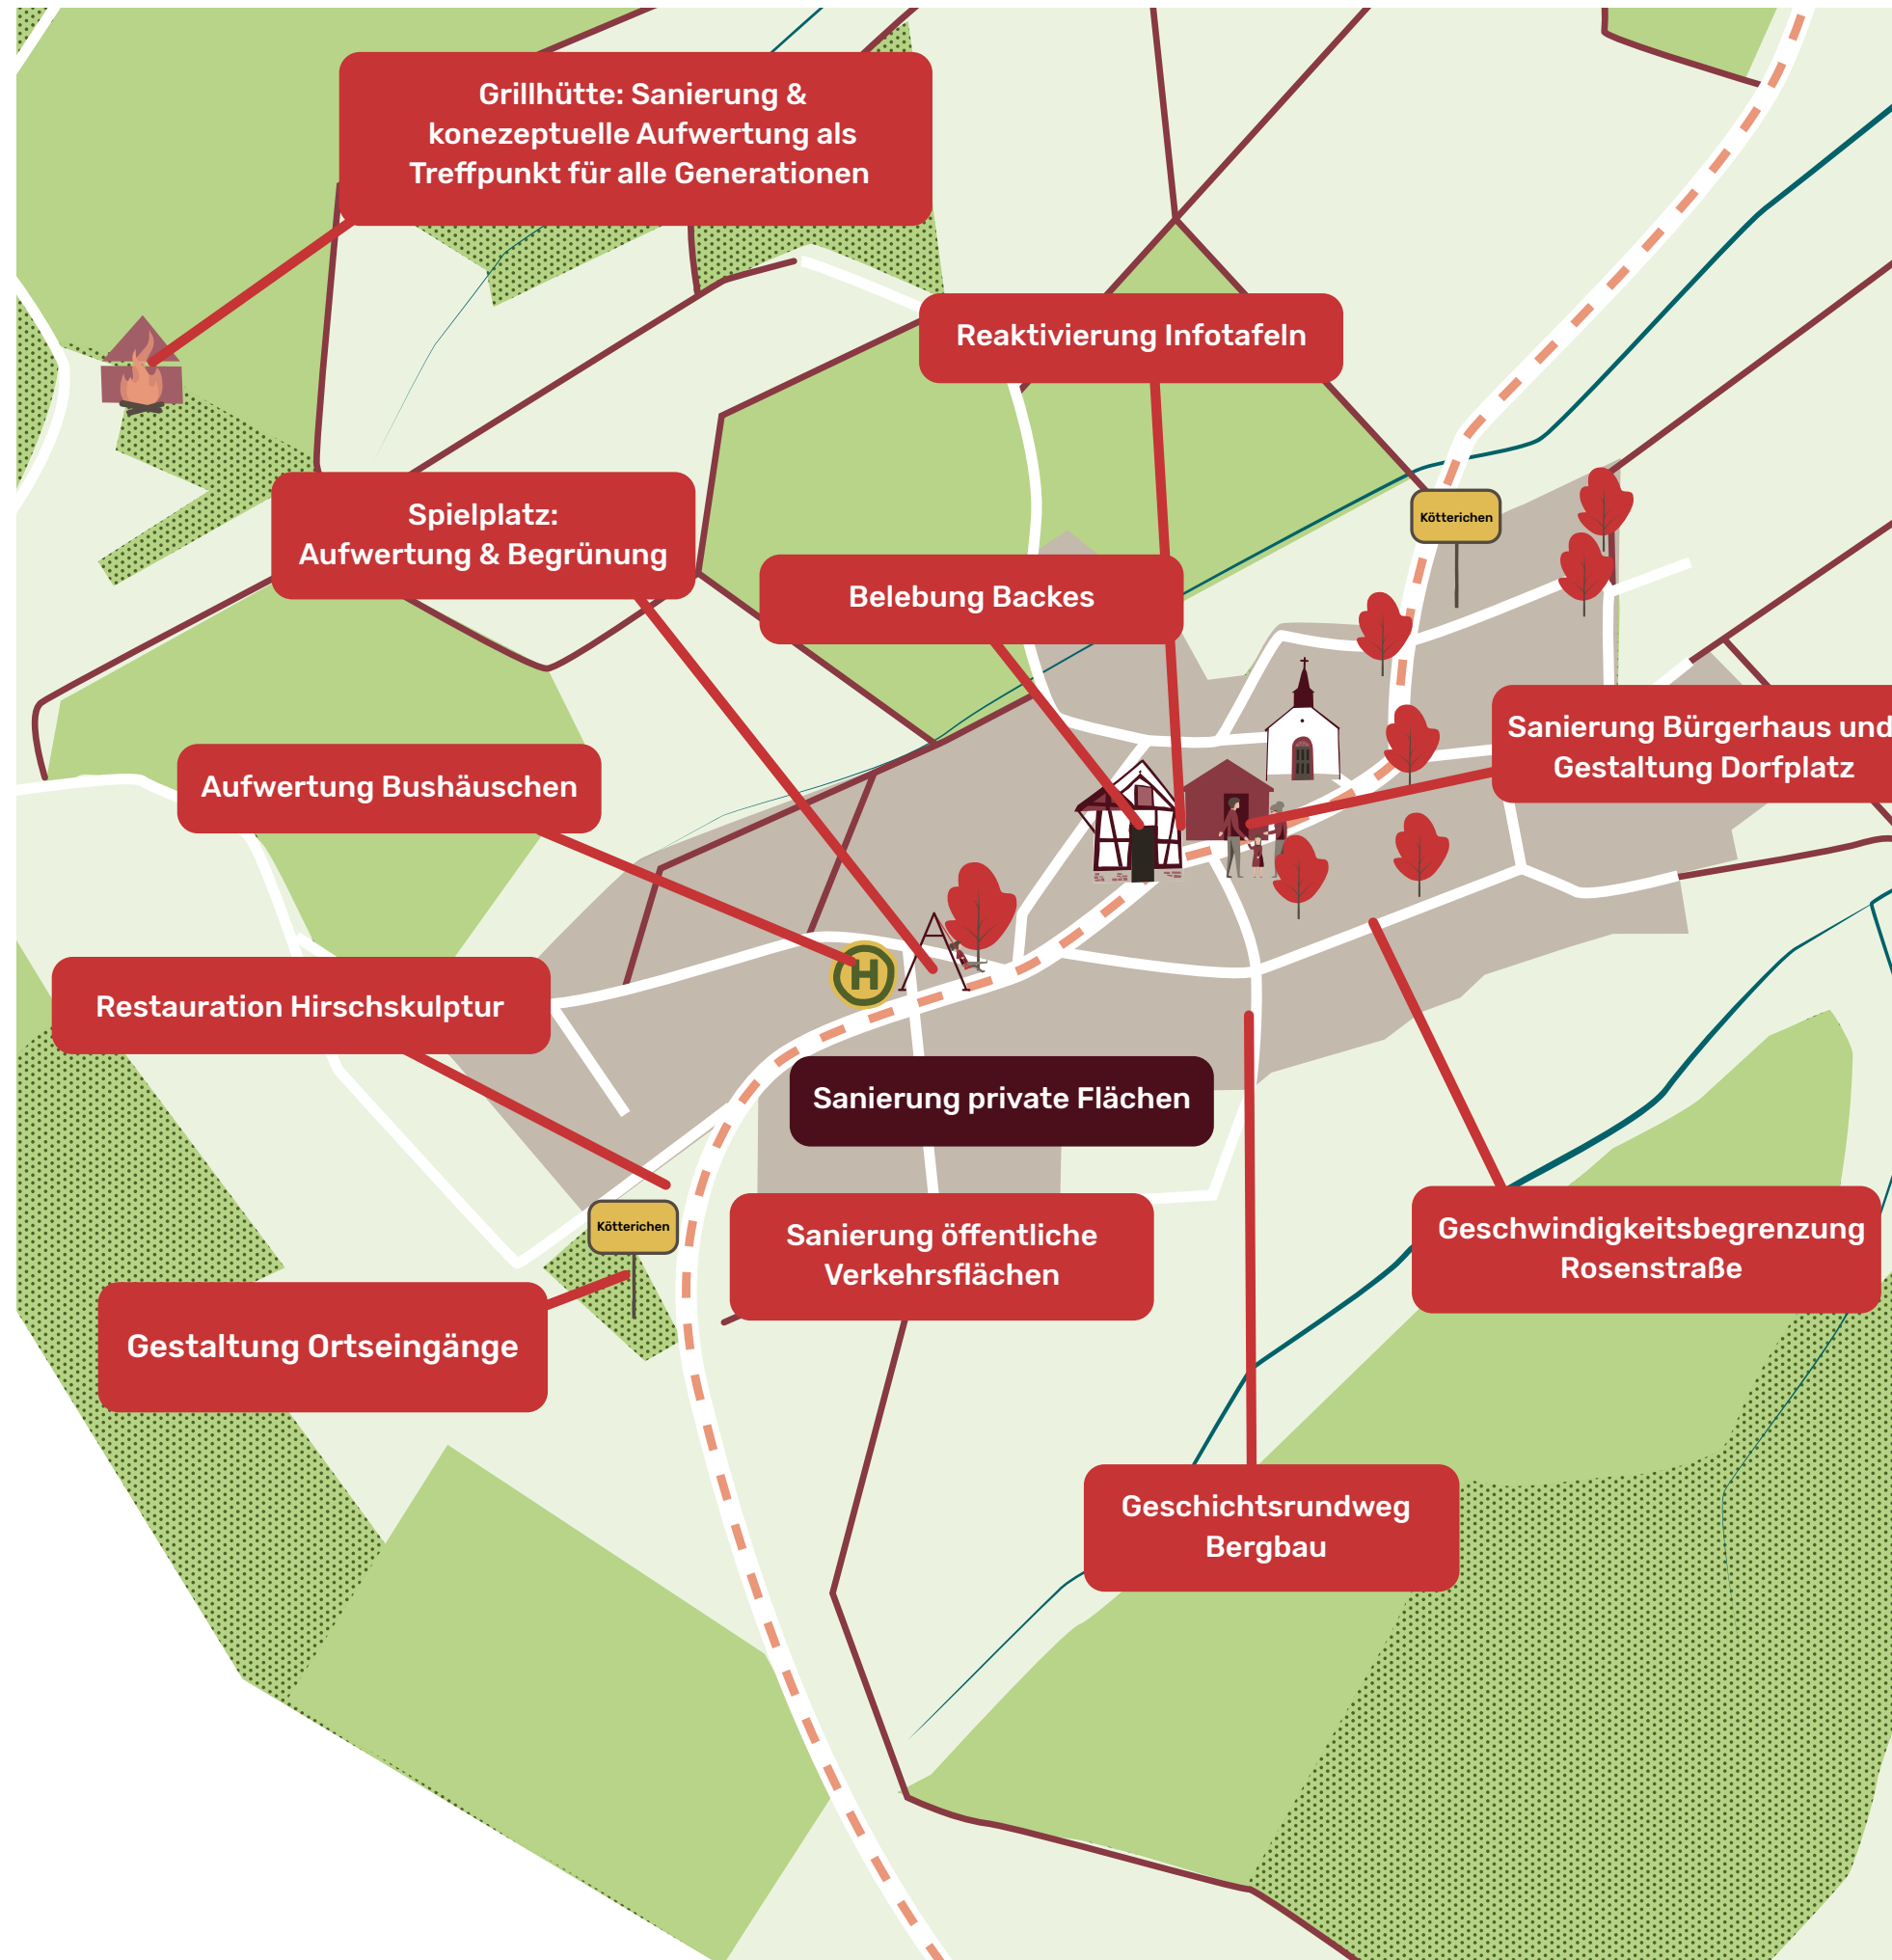 Grillhütte: Sanierung &
konezeptuelle Aufwertung als
Treffpunkt für alle Generationen
Reaktivierung Infotafeln
Spielplatz:
Aufwertung & Begrünung
Kötterichen
Belebung Backes
Sanierung Bürgerhaus und
Gestaltung Dorfplatz
Aufwertung Bushäuschen
H
Restauration Hirschskulptur
Sanierung private Flächen
Kötterichen
Sanierung öffentliche
Verkehrsflächen
Geschwindigkeitsbegrenzung
Rosenstraße
Gestaltung Ortseingänge
Geschichtsrundweg
Bergbau